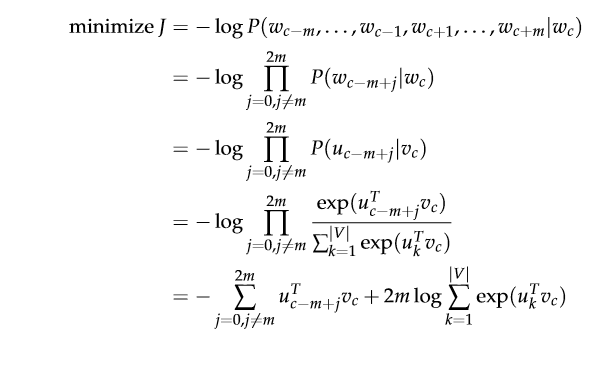 minimize J = − log P(w_{c−m}, . . . , w_{c−1}, w_{c+1}, . . . , w_{c+m}|w_c)
= − log ∏_{j=0,j≠m}^{2m} P(w_{c−m+j}|w_c)
= − log ∏_{j=0,j≠m}^{2m} P(u_{c−m+j}|v_c)
= − log ∏_{j=0,j≠m}^{2m} \frac{exp(u_{c−m+j}^T v_c)}{∑_{k=1}^{|V|} exp(u_k^T v_c)}
= − ∑_{j=0,j≠m}^{2m} u_{c−m+j}^T v_c + 2m log ∑_{k=1}^{|V|} exp(u_k^T v_c)